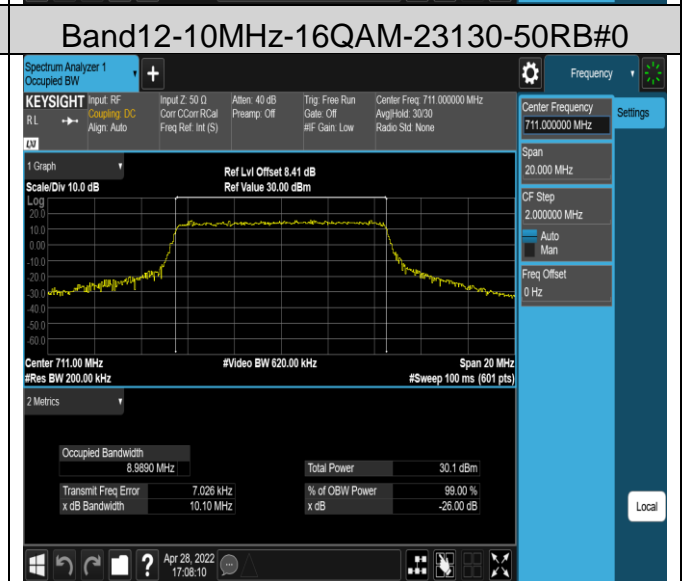 Band12-10MHz-16QAM-23130-50RB#0
Spectrum Analyzer 1
Occupied BW
+
Frequency
KEYSIGHT
RL
Input: RF
Coupling: DC
Align: Auto
Input Z: 50 Ω
Corr CCorr RCal
Freq Ref: Int (S)
Atten: 40 dB
Preamp: Off
Trig: Free Run
Gate: Off
#IF Gain: Low
Center Freq: 711.000000 MHz
Avg|Hold: 30/30
Radio Std: None
Center Frequency
711.000000 MHz
Settings
Span
20.000 MHz
CF Step
2.000000 MHz
Auto
Man
Freq Offset
0 Hz
1 Graph
Scale/Div 10.0 dB
Ref Lvl Offset 8.41 dB
Ref Value 30.00 dBm
Log
20.0
10.0
0.00
-10.0
-20.0
-30.0
-40.0
-50.0
-60.0
Center 711.00 MHz
#Video BW 620.00 kHz
Span 20 MHz
#Res BW 200.00 kHz
#Sweep 100 ms (601 pts)
2 Metrics
Occupied Bandwidth
8.9890 MHz
Total Power 30.1 dBm
Transmit Freq Error 7.026 kHz
% of OBW Power 99.00 %
x dB Bandwidth 10.10 MHz
x dB -26.00 dB
Local
?
Apr 28, 2022
17:08:10